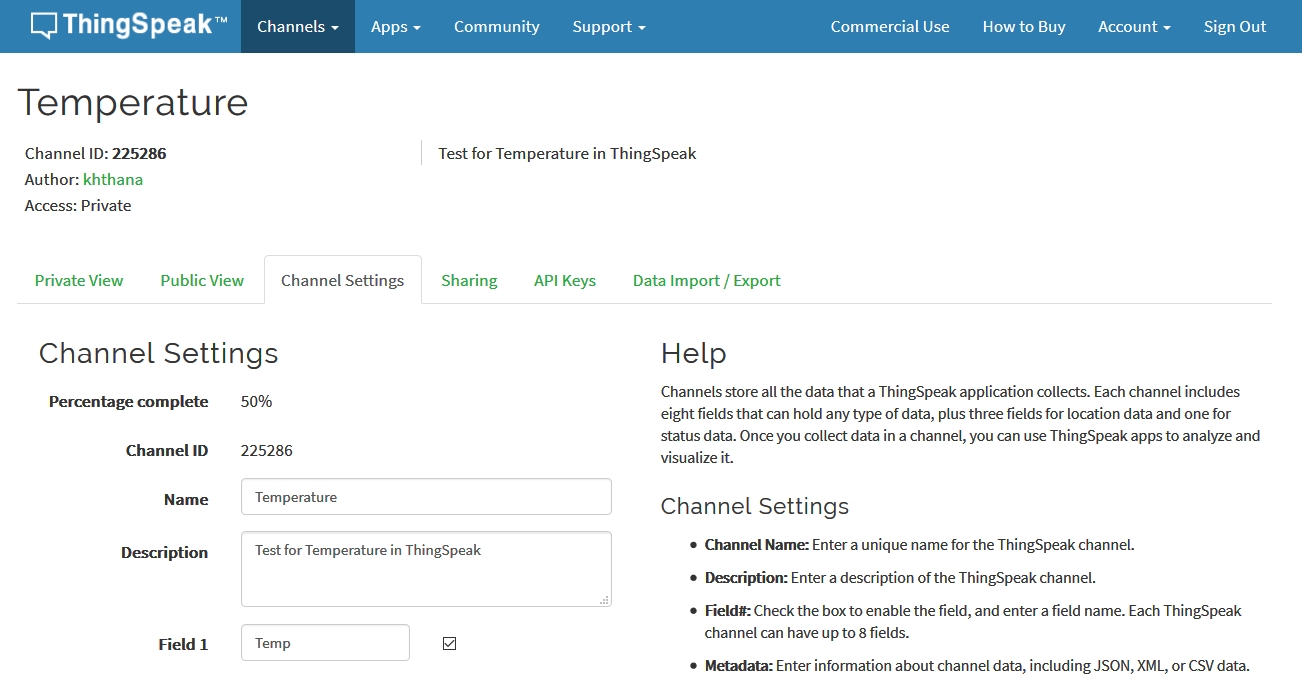 ThingSpeak™ Channels Apps Community Support Commercial Use How to Buy Account Sign Out
Temperature
Channel ID: 225286
Author: khthana
Access: Private
Test for Temperature in ThingSpeak
Private View Public View Channel Settings Sharing API Keys Data Import / Export
Channel Settings
Percentage complete 50%
Channel ID 225286
Name Temperature
Description Test for Temperature in ThingSpeak
Field 1 Temp
Help
Channels store all the data that a ThingSpeak application collects. Each channel includes
eight fields that can hold any type of data, plus three fields for location data and one for
status data. Once you collect data in a channel, you can use ThingSpeak apps to analyze and
visualize it.
Channel Settings
• Channel Name: Enter a unique name for the ThingSpeak channel.
• Description: Enter a description of the ThingSpeak channel.
• Field#: Check the box to enable the field, and enter a field name. Each ThingSpeak
channel can have up to 8 fields.
• Metadata: Enter information about channel data, including JSON, XML, or CSV data.